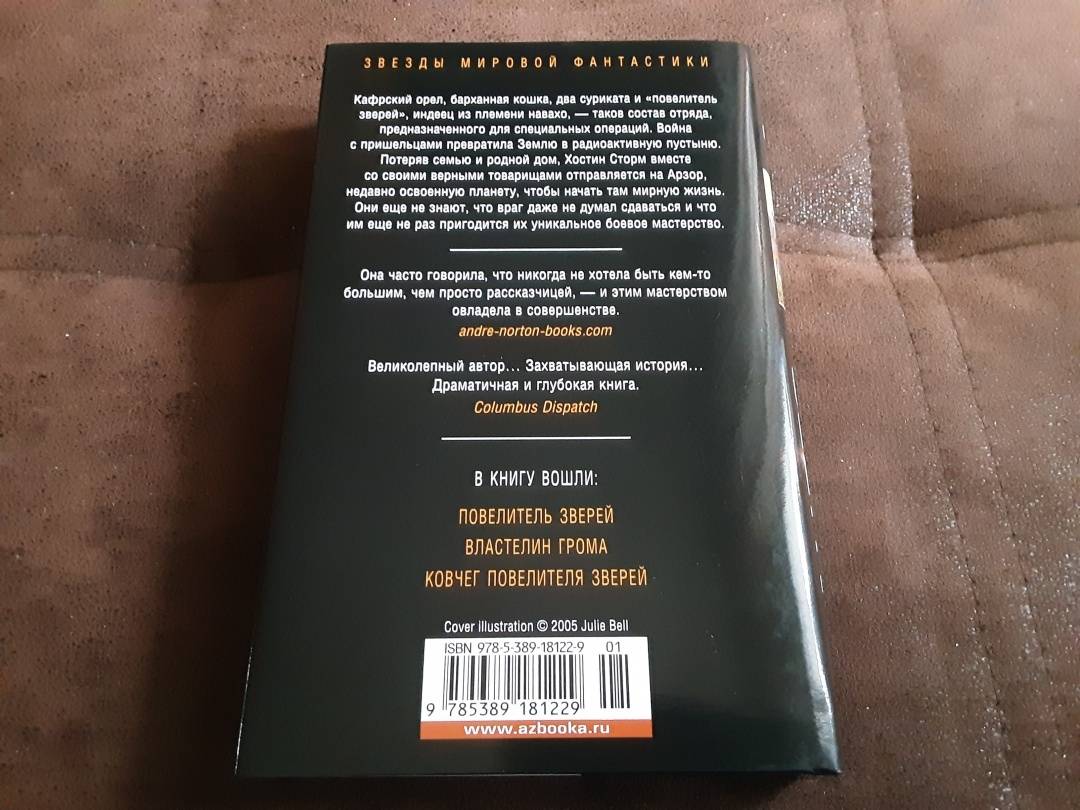 ЗВЕЗДЫ МИРОВОЙ ФАНТАСТИКИ
Кафрский орел, барханная кошка, два суриката и «повелитель
зверей», индеец из племени навахо, — таков состав отряда,
предназначенного для специальных операций. Война
с пришельцами превратила Землю в радиоактивную пустыню.
Потеряв семью и родной дом, Хостин Сторм вместе
со своими верными товарищами отправляется на Арзор,
недавно освоенную планету, чтобы начать там мирную жизнь.
Они еще не знают, что враг даже не думал сдаваться и что
им еще не раз пригодится их уникальное боевое мастерство.
Она часто говорила, что никогда не хотела быть кем-то
большим, чем просто рассказчицей, — и этим мастерством
овладела в совершенстве.
andre-norton-books.com
Великолепный автор... Захватывающая история...
Драматичная и глубокая книга.
Columbus Dispatch
В КНИГУ ВОШЛИ:
ПОВЕЛИТЕЛЬ ЗВЕРЕЙ
ВЛАСТЕЛИН ГРОМА
КОВЧЕГ ПОВЕЛИТЕЛЯ ЗВЕРЕЙ
Cover illustration © 2005 Julie Bell
ISBN 978-5-389-18122-9 01
9 785389 181229
www.azbooka.ru